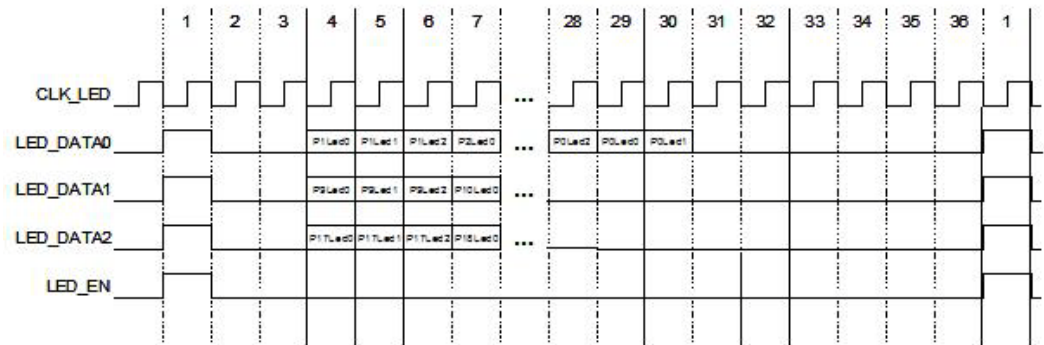 1 2 3 4 5 6 7 28 29 30 31 32 33 34 35 36 1
CLK_LED ...
LED_DATA0 P1Led0 P1Led1 P1Led2 P2Led0 ... P0Led2 P0Led0 P0Led1
LED_DATA1 P9Led0 P9Led1 P9Led2 P10Led0 ...
LED_DATA2 P17Led0 P17Led1 P17Led2 P18Led0 ...
LED_EN